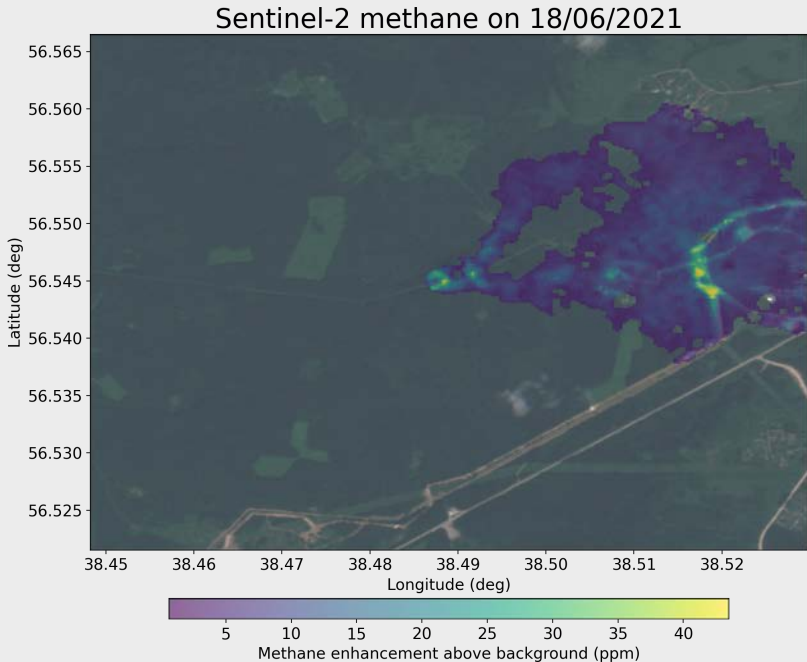 Sentinel-2 methane on 18/06/2021
56.565
56.560
56.555
56.550
56.545
56.540
56.535
56.530
56.525
Latitude (deg)
38.45 38.46 38.47 38.48 38.49 38.50 38.51 38.52
Longitude (deg)
5 10 15 20 25 30 35 40
Methane enhancement above background (ppm)